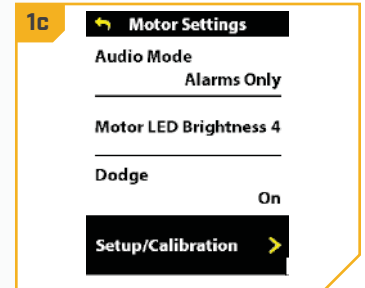 1c
Motor Settings
Audio Mode
Alarms Only
Motor LED Brightness 4
Dodge
On
Setup/Calibration